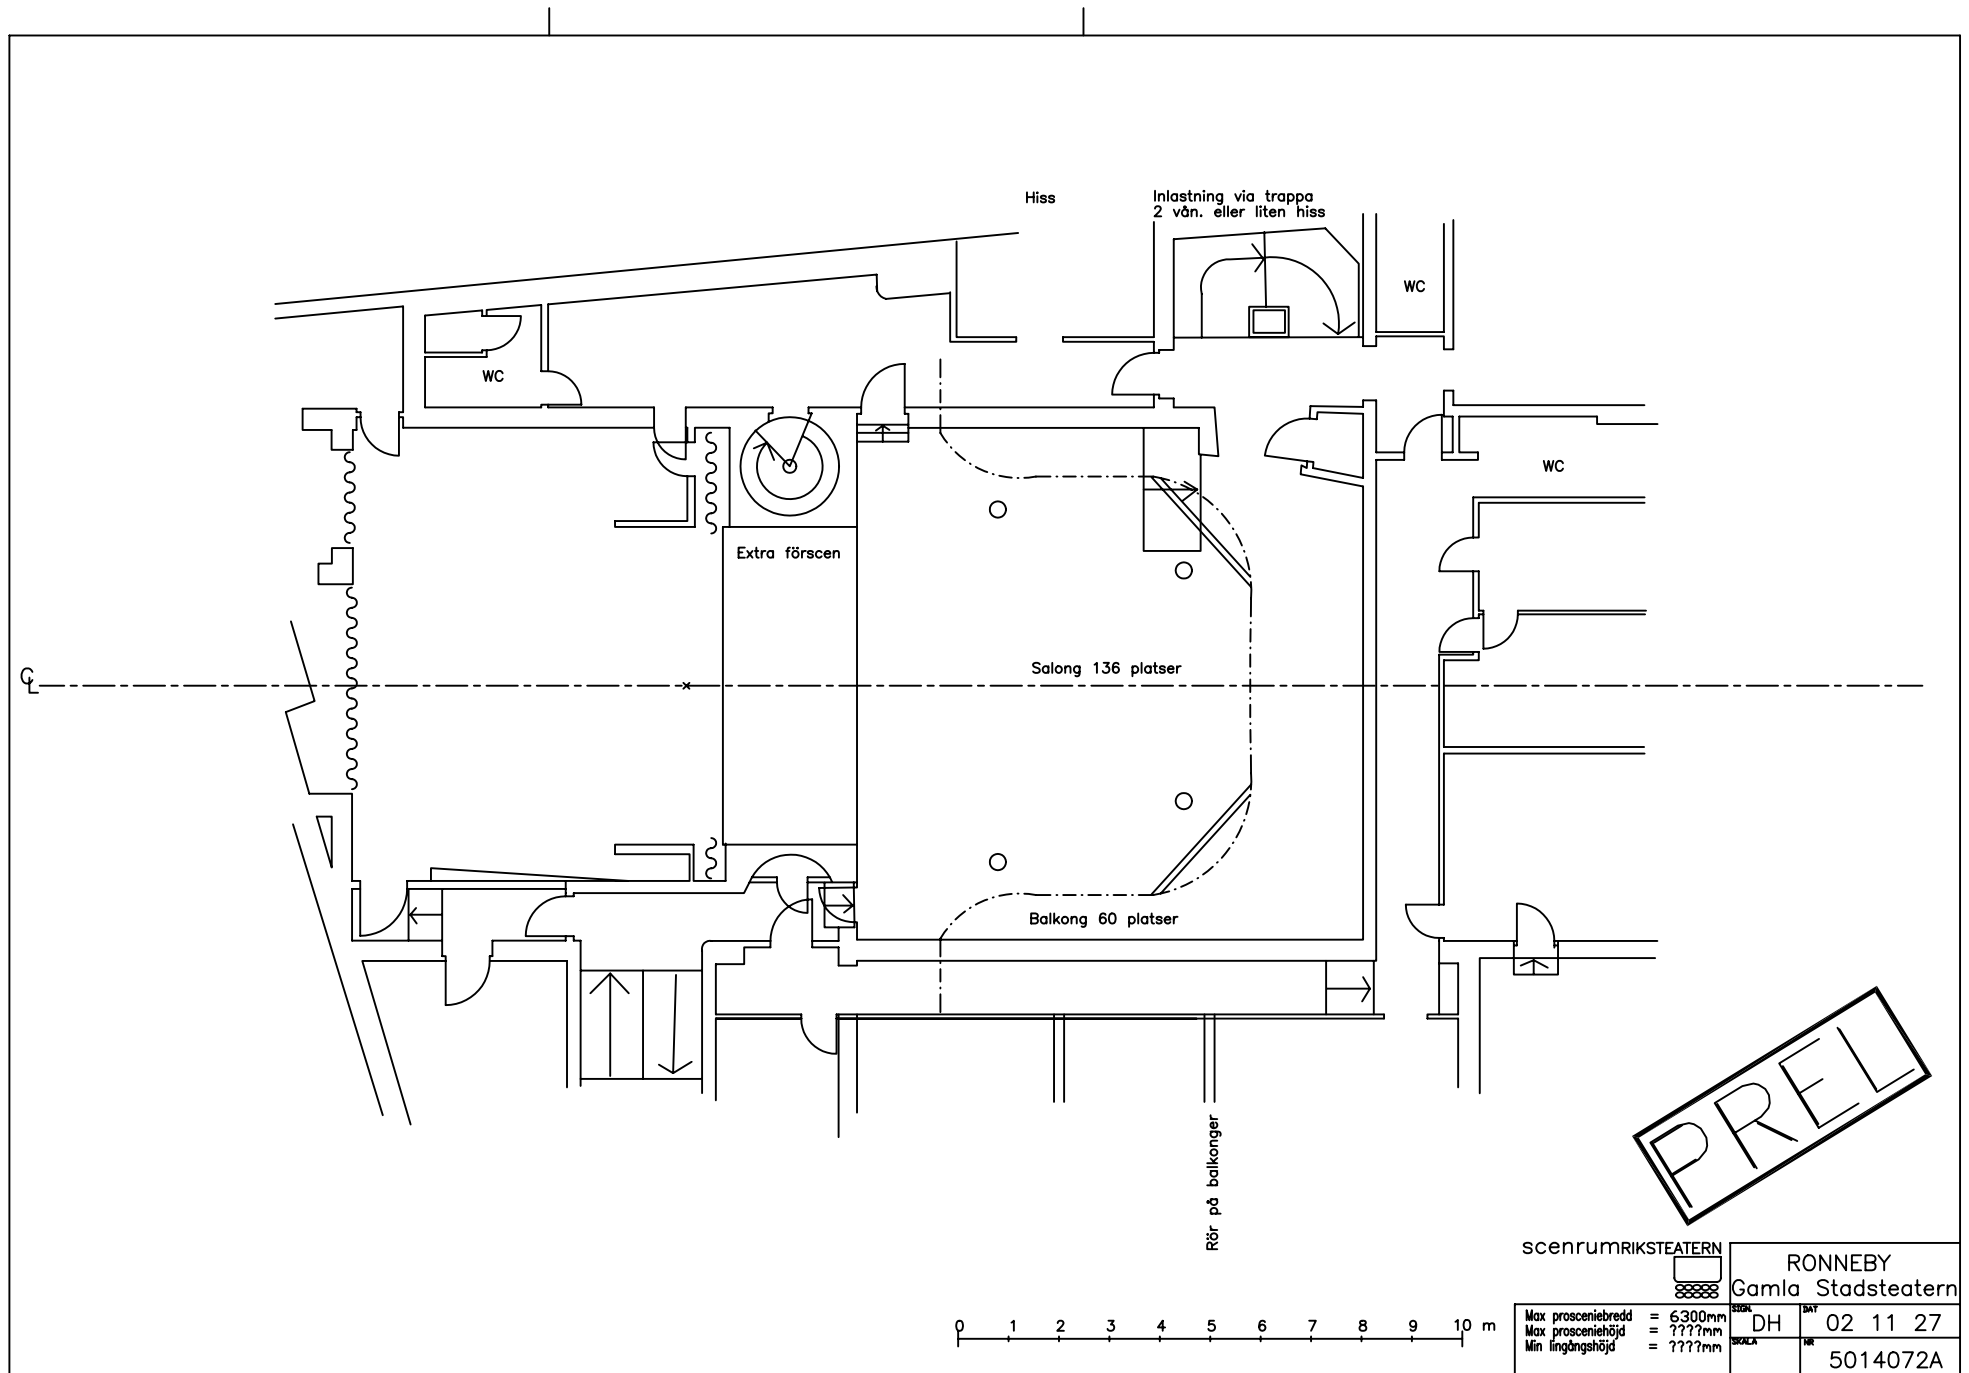 Hiss
Inlastning via trappa
2 vån. eller liten hiss
WC
WC
WC
Extra förscen
Salong 136 platser
CL
Balkong 60 platser
Rör på balkonger
PREL
scenrumRIKSTEATERN
RONNEBY
Gamla Stadsteatern
Max prosceniebredd = 6300mm
Max prosceniehöjd = ????mm
Min lingångshöjd = ????mm
SIGN.
DH
DAT
02 11 27
SKALA
NR
5014072A
0 1 2 3 4 5 6 7 8 9 10 m